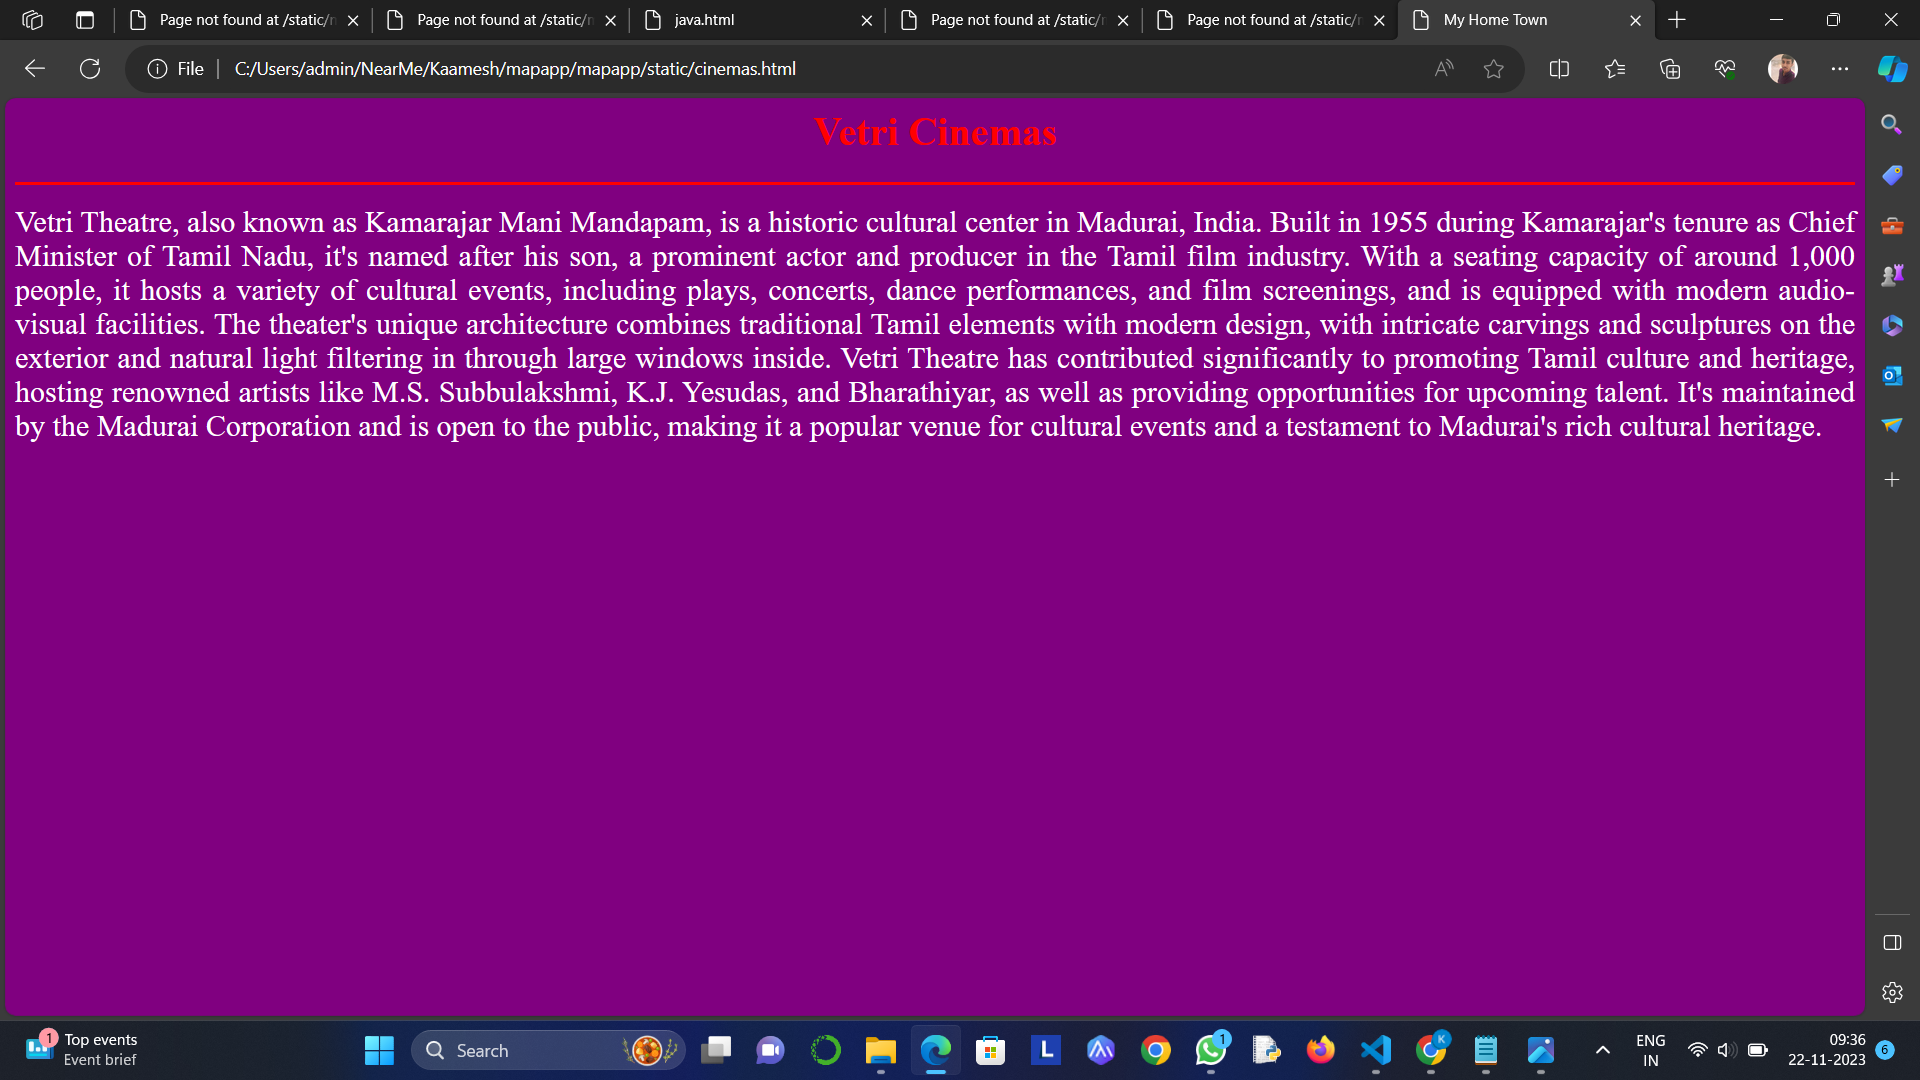 Page not found at /static/
Page not found at /static/
java.html
Page not found at /static/
Page not found at /static/
My Home Town
File
C:/Users/admin/NearMe/Kaamesh/mapapp/mapapp/static/cinemas.html
Vetri Cinemas
Vetri Theatre, also known as Kamarajar Mani Mandapam, is a historic cultural center in Madurai, India. Built in 1955 during Kamarajar's tenure as Chief
Minister of Tamil Nadu, it's named after his son, a prominent actor and producer in the Tamil film industry. With a seating capacity of around 1,000
people, it hosts a variety of cultural events, including plays, concerts, dance performances, and film screenings, and is equipped with modern audio-
visual facilities. The theater's unique architecture combines traditional Tamil elements with modern design, with intricate carvings and sculptures on the
exterior and natural light filtering in through large windows inside. Vetri Theatre has contributed significantly to promoting Tamil culture and heritage,
hosting renowned artists like M.S. Subbulakshmi, K.J. Yesudas, and Bharathiyar, as well as providing opportunities for upcoming talent. It's maintained
by the Madurai Corporation and is open to the public, making it a popular venue for cultural events and a testament to Madurai's rich cultural heritage.
1
Top events
Event brief
Search
L
1
K
ENG
IN
09:36
22-11-2023
6